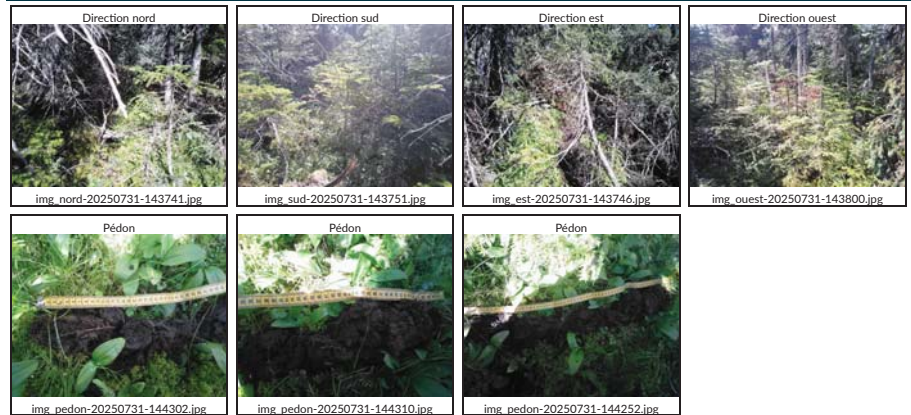 Direction nord
Direction sud
Direction est
Direction ouest
img_nord-20250731-143741.jpg
img_sud-20250731-143751.jpg
img_est-20250731-143746.jpg
img_ouest-20250731-143800.jpg
Pédon
Pédon
Pédon
img_pedon-20250731-144302.jpg
img_pedon-20250731-144310.jpg
img_pedon-20250731-144252.jpg